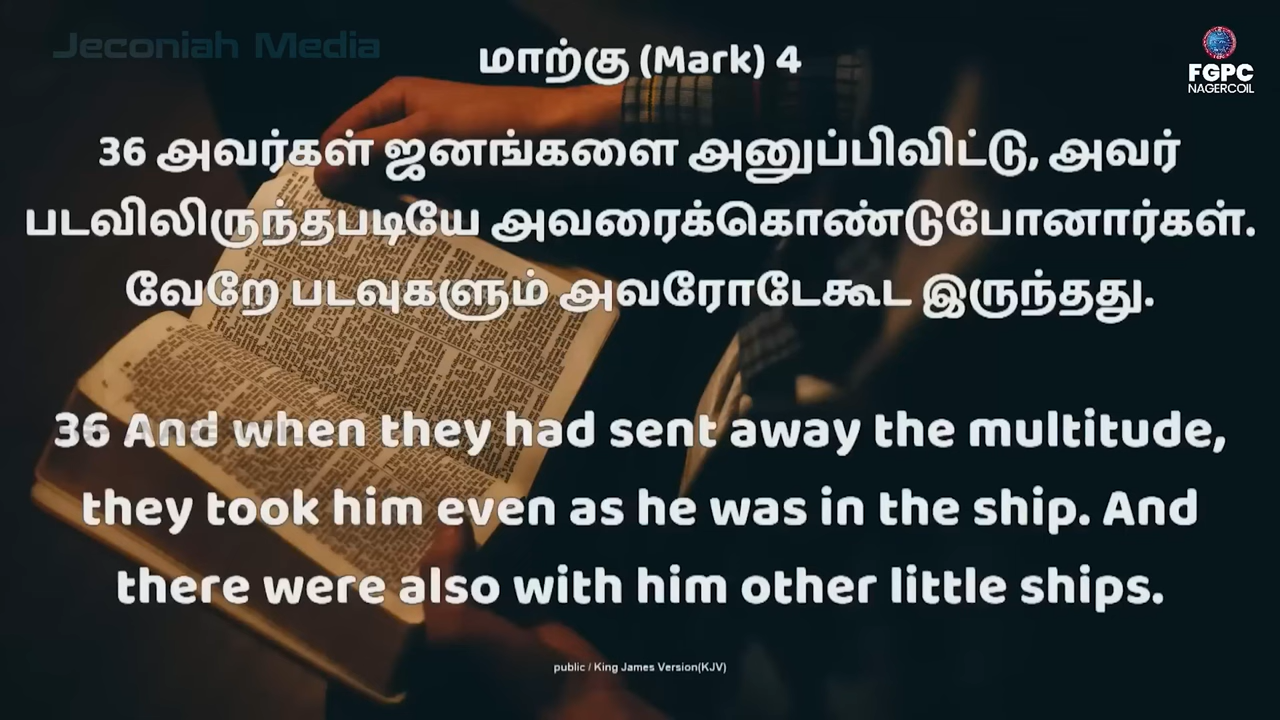 Jeconiah Media
மாற்கு (Mark) 4
FGPC
NAGERCOIL
36 அவர்கள் ஜனங்களை அனுப்பிவிட்டு, அவர்
படவிலிருந்தபடியே அவரைக்கொண்டுபோனார்கள்.
வேறே படவுகளும் அவரோடேகூட இருந்தது.
36 And when they had sent away the multitude,
they took him even as he was in the ship. And
there were also with him other little ships.
public / King James Version(KJV)